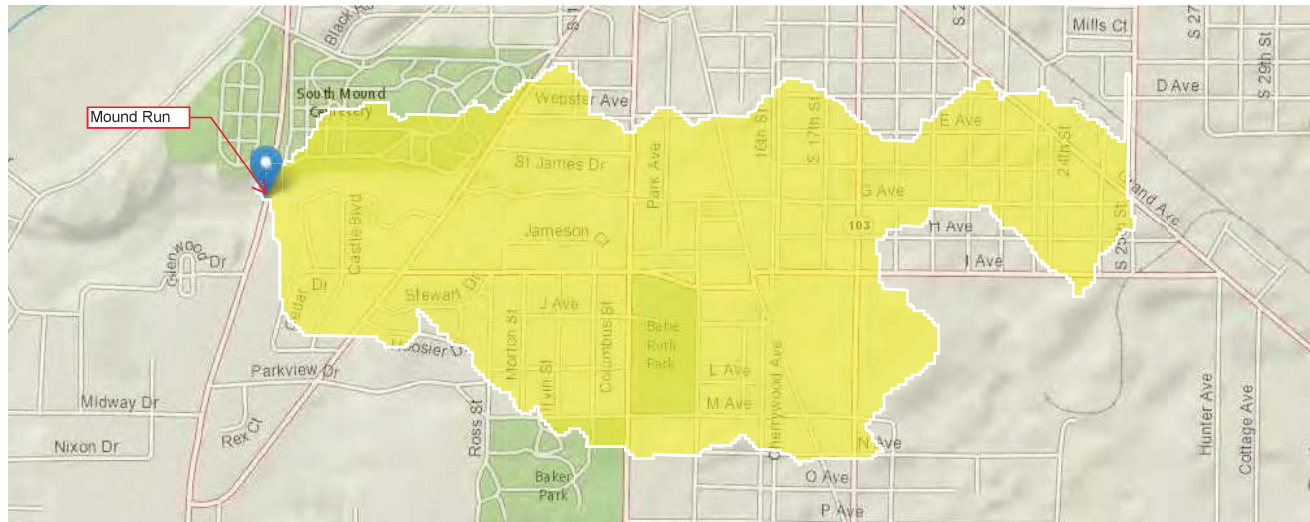 Black
S 1
Mills Ct
S 27
S 29th St
D Ave
South Mound
Cemetery
Webster Ave
Mound Run
16th St
S 17th St
E Ave
24th St
St James Dr
Park Ave
G Ave
Grand Ave
103
H Ave
Castle Blvd
Jameson Ct
I Ave
S 25th St
Glenwood Dr
Cedar Dr
Stewart Dr
J Ave
Morton St
Irvin St
Columbus St
Babe
Ruth
Park
Hoosier Dr
Parkview Dr
L Ave
Cherrywood Ave
M Ave
Midway Dr
Rex Ct
Ross St
Nixon Dr
N Ave
Hunter Ave
Cottage Ave
Baker
Park
O Ave
P Ave